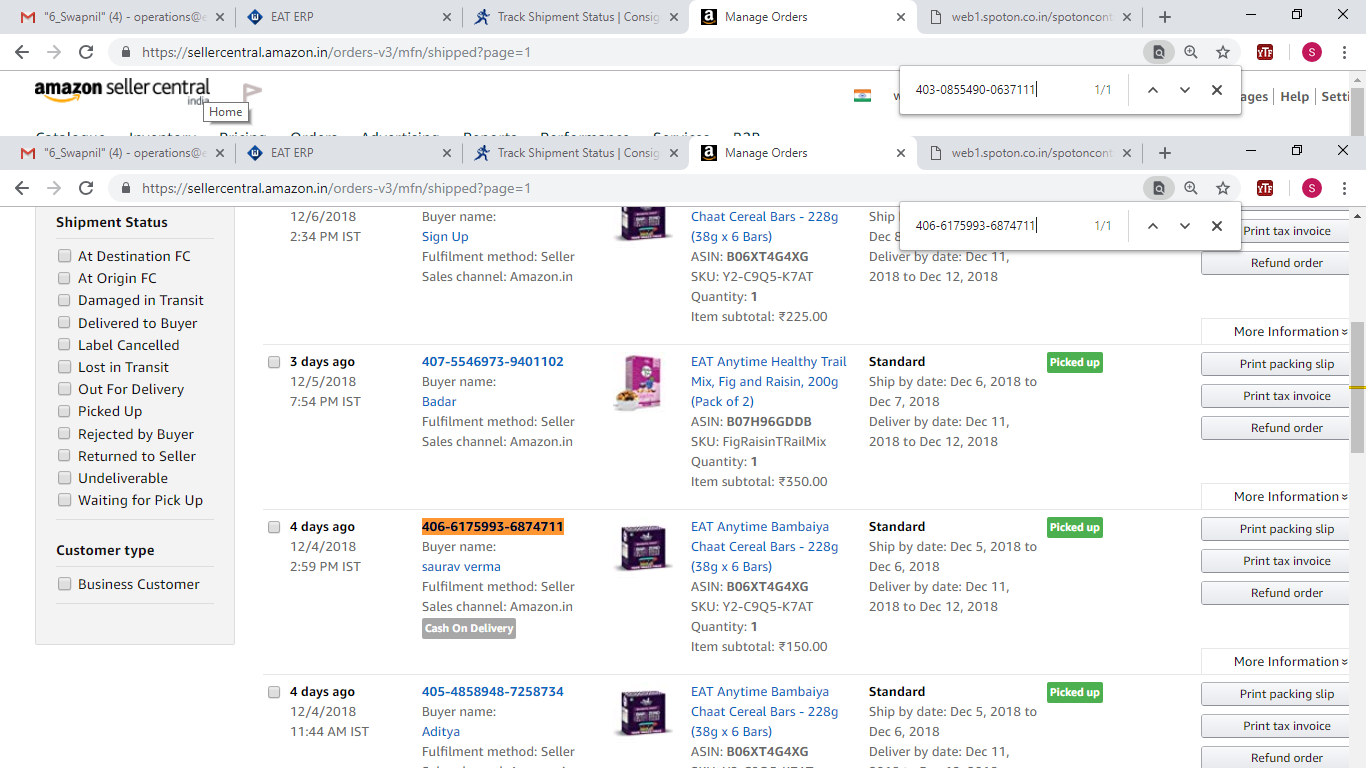 "6_Swapnil" (4) - operations@e
EAT ERP
Track Shipment Status | Consig
Manage Orders
web1.spoton.co.in/spotoncont
https://sellercentral.amazon.in/orders-v3/mfn/shipped?page=1
YTF
S
amazon seller central
india
Home
403-0855490-0637111
1/1
ages
Help
Setti
Catalogue Inventory Pricing Orders Advertising Reports Performance Services B2B
"6_Swapnil" (4) - operations@e
EAT ERP
Track Shipment Status | Consig
Manage Orders
web1.spoton.co.in/spotoncont
https://sellercentral.amazon.in/orders-v3/mfn/shipped?page=1
YTF
S
406-6175993-6874711
1/1
Shipment Status
At Destination FC
At Origin FC
Damaged in Transit
Delivered to Buyer
Label Cancelled
Lost in Transit
Out For Delivery
Picked Up
Rejected by Buyer
Returned to Seller
Undeliverable
Waiting for Pick Up
Customer type
Business Customer
12/6/2018
2:34 PM IST
Buyer name:
Sign Up
Fulfilment method: Seller
Sales channel: Amazon.in
Chaat Cereal Bars - 228g
(38g x 6 Bars)
ASIN: B06XT4G4XG
SKU: Y2-C9Q5-K7AT
Quantity: 1
Item subtotal: ₹225.00
Ship
Dec 8
Deliver by date: Dec 11,
2018 to Dec 12, 2018
Print tax invoice
Refund order
More Information
3 days ago
12/5/2018
7:54 PM IST
407-5546973-9401102
Buyer name:
Badar
Fulfilment method: Seller
Sales channel: Amazon.in
EAT Anytime Healthy Trail
Mix, Fig and Raisin, 200g
(Pack of 2)
ASIN: B07H96GDDB
SKU: FigRaisinTRailMix
Quantity: 1
Item subtotal: ₹350.00
Standard
Ship by date: Dec 6, 2018 to
Dec 7, 2018
Deliver by date: Dec 11,
2018 to Dec 12, 2018
Picked up
Print packing slip
Print tax invoice
Refund order
More Information
4 days ago
12/4/2018
2:59 PM IST
406-6175993-6874711
Buyer name:
saurav verma
Fulfilment method: Seller
Sales channel: Amazon.in
Cash On Delivery
EAT Anytime Bambaiya
Chaat Cereal Bars - 228g
(38g x 6 Bars)
ASIN: B06XT4G4XG
SKU: Y2-C9Q5-K7AT
Quantity: 1
Item subtotal: ₹150.00
Standard
Ship by date: Dec 5, 2018 to
Dec 6, 2018
Deliver by date: Dec 11,
2018 to Dec 12, 2018
Picked up
Print packing slip
Print tax invoice
Refund order
More Information
4 days ago
12/4/2018
11:44 AM IST
405-4858948-7258734
Buyer name:
Aditya
Fulfilment method: Seller
EAT Anytime Bambaiya
Chaat Cereal Bars - 228g
(38g x 6 Bars)
ASIN: B06XT4G4XG
Standard
Ship by date: Dec 5, 2018 to
Dec 6, 2018
Deliver by date: Dec 11,
Picked up
Print packing slip
Print tax invoice
Refund order